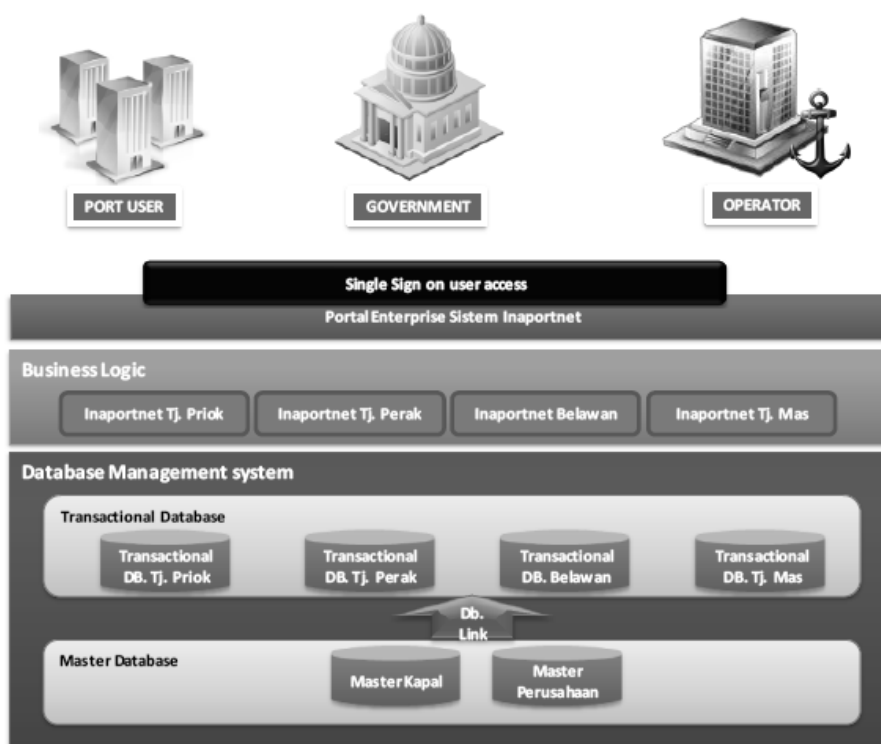 PORT USER
GOVERNMENT
OPERATOR
Single Sign on user access
Portal Enterprise Sistem Inaportnet
Business Logic
Inaportnet Tj. Priok
Inaportnet Tj. Perak
Inaportnet Belawan
Inaportnet Tj. Mas
Database Management system
Transactional Database
Transactional
DB. Tj. Priok
Transactional
DB. Tj. Perak
Transactional
DB. Belawan
Transactional
DB. Tj. Mas
Db.
Link
Master Database
Master Kapal
Master
Perusahaan